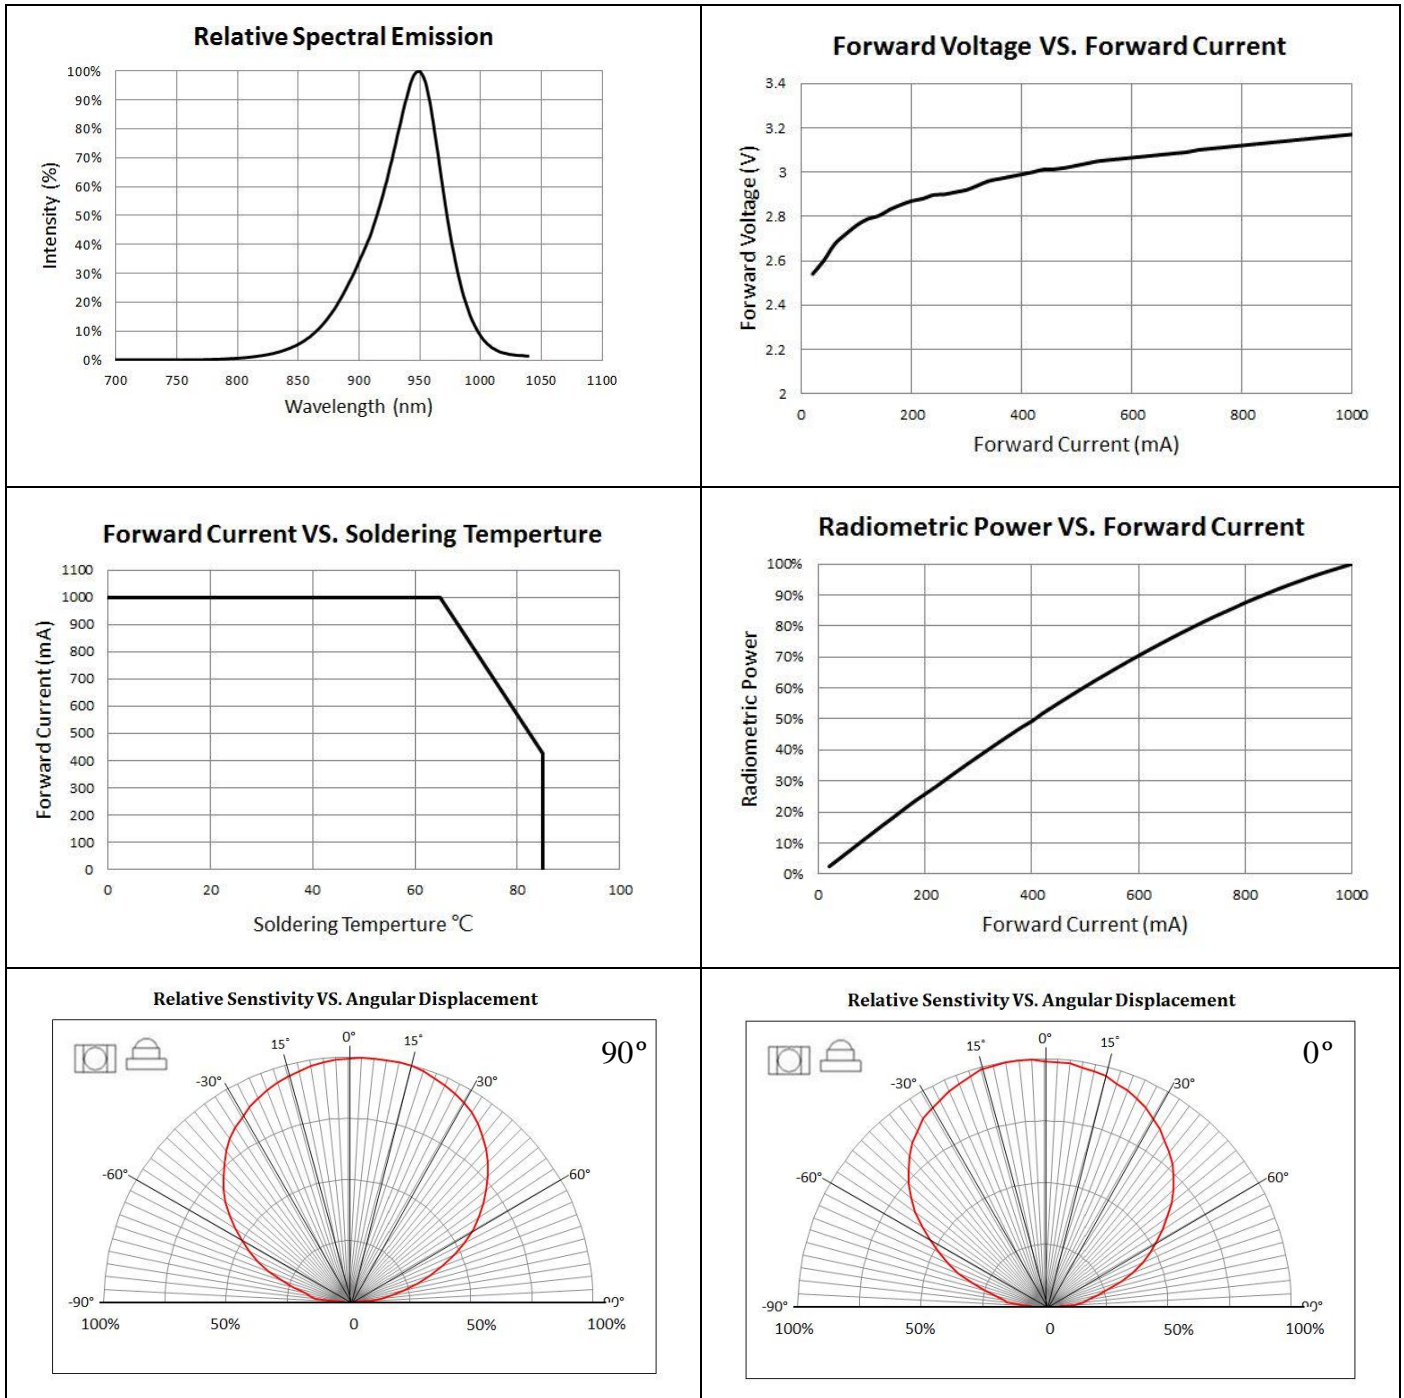 Relative Spectral Emission
100%
90%
80%
70%
60%
50%
40%
30%
20%
10%
0%
Intensity (%)
700 750 800 850 900 950 1000 1050 1100
Wavelength (nm)
Forward Voltage VS. Forward Current
3.4
3.2
3
2.8
2.6
2.4
2.2
2
Forward Voltage (V)
0 200 400 600 800 1000
Forward Current (mA)
Forward Current VS. Soldering Temperture
1100
1000
900
800
700
600
500
400
300
200
100
0
Forward Current (mA)
0 20 40 60 80 100
Soldering Temperture °C
Radiometric Power VS. Forward Current
100%
90%
80%
70%
60%
50%
40%
30%
20%
10%
0%
Radiometric Power
0 200 400 600 800 1000
Forward Current (mA)
Relative Senstivity VS. Angular Displacement
90°
15° 0° 15°
-30° 30°
-60° 60°
-90° 90°
100% 50% 0 50% 100%
Relative Senstivity VS. Angular Displacement
0°
15° 0° 15°
-30° 30°
-60° 60°
-90° 90°
100% 50% 0 50% 100%